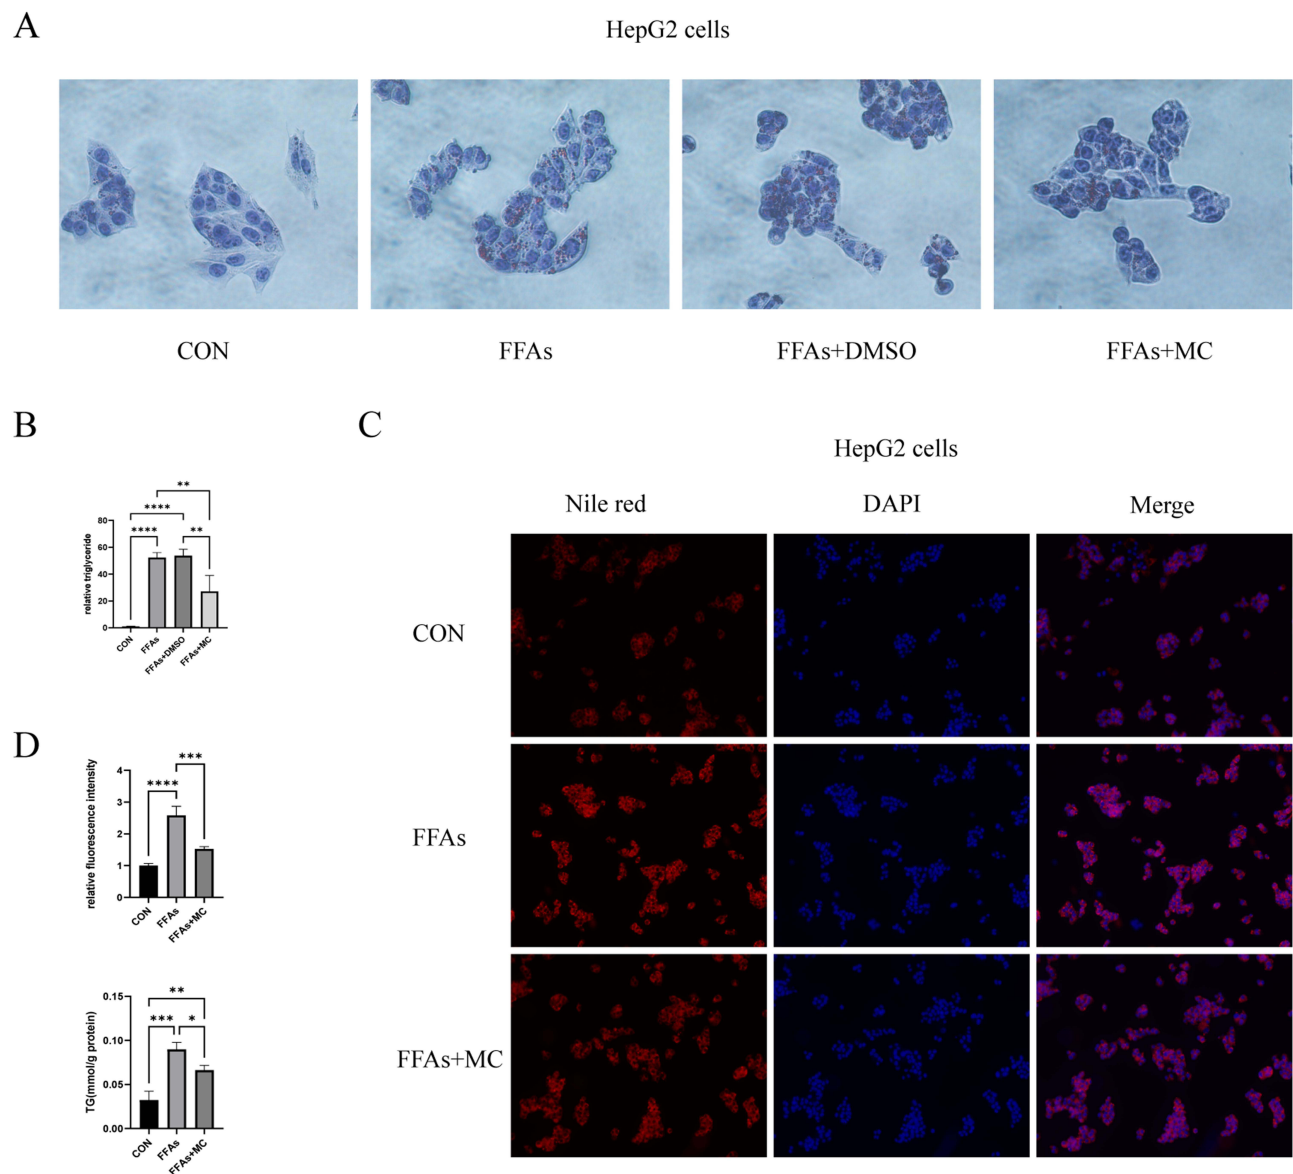 A
HepG2 cells
CON
FFAs
FFAs+DMSO
FFAs+MC
B
**
****
**** **
80
60
40
20
0
relative triglyceride
CON
FFAs
FFAs+DMSO
FFAs+MC
C
HepG2 cells
Nile red
DAPI
Merge
CON
FFAs
FFAs+MC
D
***
****
4
3
2
1
0
relative fluorescence intensity
CON
FFAs
FFAs+MC
**
*** *
0.15
0.10
0.05
0.00
TG(mmol/g protein)
CON
FFAs
FFAs+MC